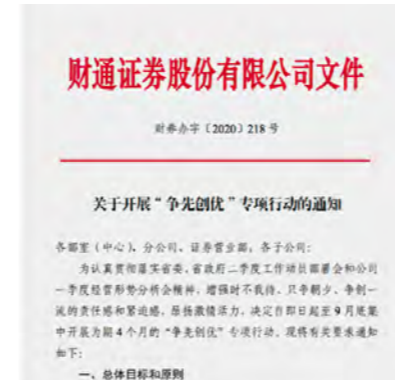 财通证券股份有限公司文件
财券办字〔2020〕218 号
关于开展“争先创优”专项行动的通知
各部室（中心）、分公司、证券营业部，各子公司：
为认真贯彻落实省委、省政府二季度工作动员部署会和公司
一季度经营形势分析会精神，增强时不我待、只争朝夕、争创一
流的责任感和紧迫感，昂扬激情活力，决定自即日起至 9 月底集
中开展为期 4 个月的“争先创优”专项行动，现将有关要求通知
如下：
一、总体目标和原则